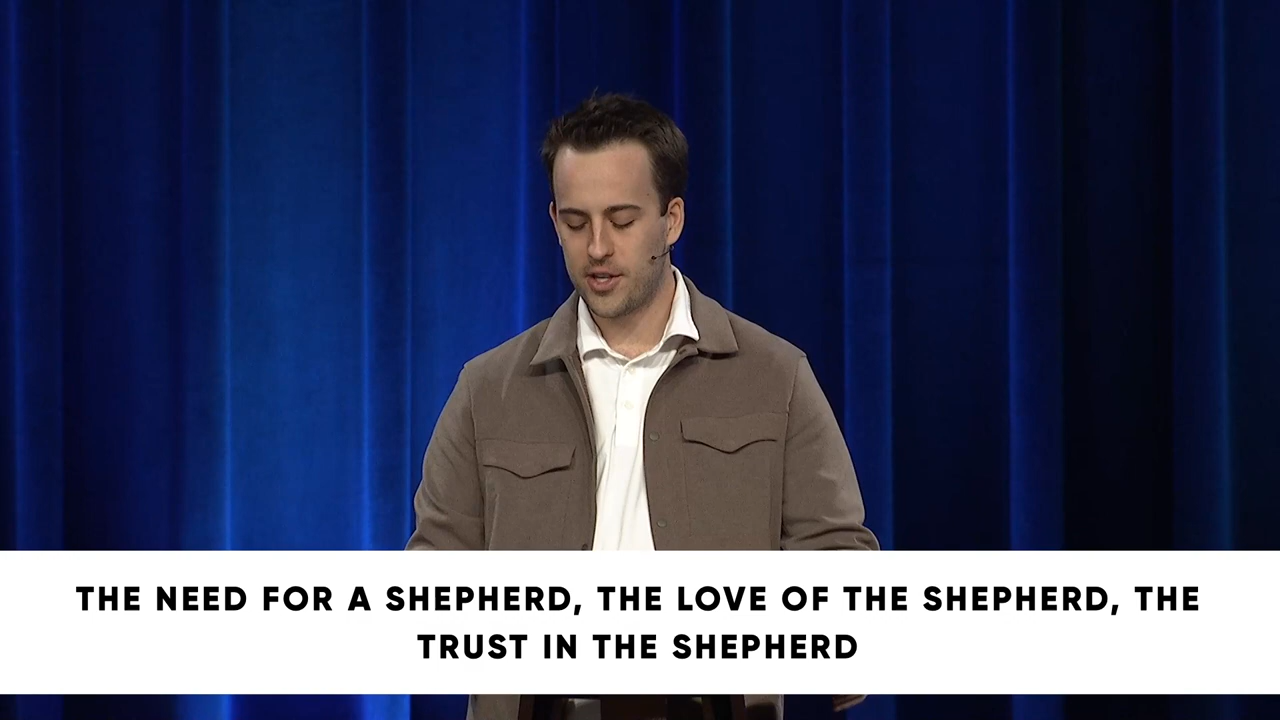 THE NEED FOR A SHEPHERD, THE LOVE OF THE SHEPHERD, THE
TRUST IN THE SHEPHERD